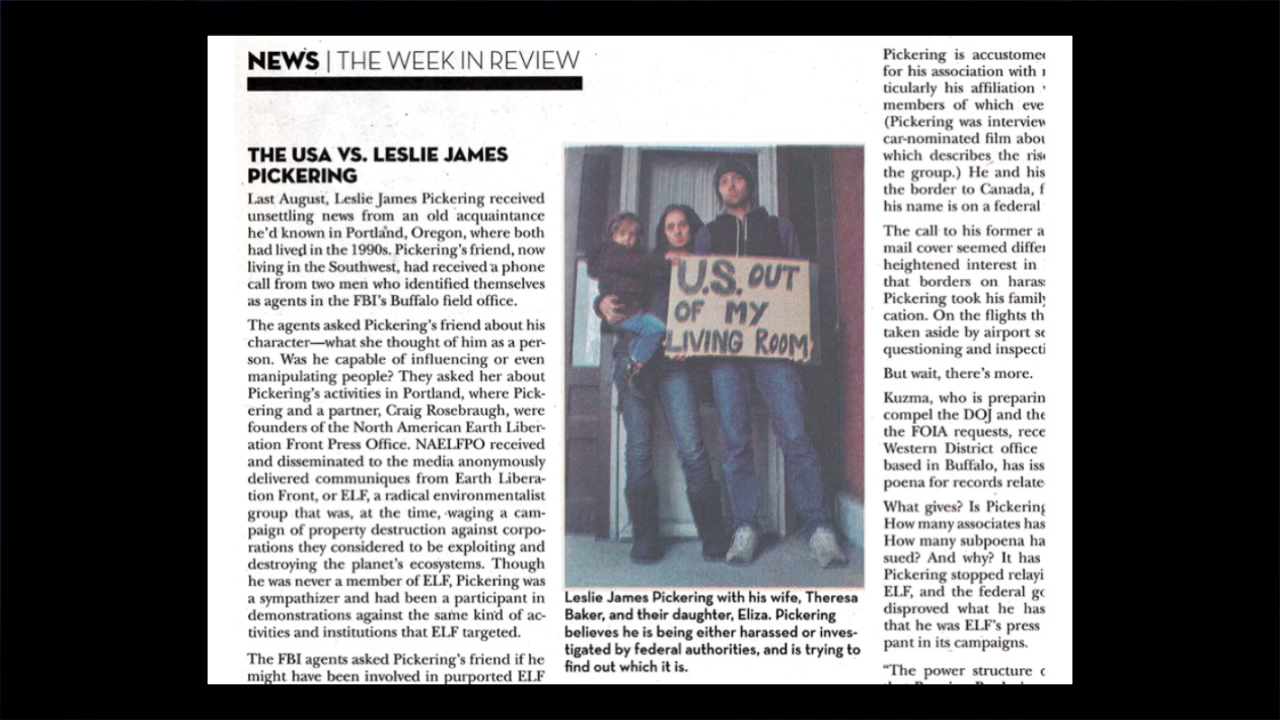 NEWS | THE WEEK IN REVIEW
THE USA VS. LESLIE JAMES
PICKERING
Last August, Leslie James Pickering received
unsettling news from an old acquaintance
he'd known in Portland, Oregon, where both
had lived in the 1990s. Pickering's friend, now
living in the Southwest, had received a phone
call from two men who identified themselves
as agents in the FBI's Buffalo field office.
The agents asked Pickering's friend about his
character—what she thought of him as a per-
son. Was he capable of influencing or even
manipulating people? They asked her about
Pickering's activities in Portland, where Pick-
ering and a partner, Craig Rosebraugh, were
founders of the North American Earth Liber-
ation Front Press Office. NAELFPO received
and disseminated to the media anonymously
delivered communiques from Earth Libera-
tion Front, or ELF, a radical environmentalist
group that was, at the time, waging a cam-
paign of property destruction against corpo-
rations they considered to be exploiting and
destroying the planet's ecosystems. Though
he was never a member of ELF, Pickering was
a sympathizer and had been a participant in
demonstrations against the same kind of ac-
tivities and institutions that ELF targeted.
The FBI agents asked Pickering's friend if he
might have been involved in purported ELF
U.S. OUT
OF MY
LIVING ROOM
Leslie James Pickering with his wife, Theresa
Baker, and their daughter, Eliza. Pickering
believes he is being either harassed or inves-
tigated by federal authorities, and is trying to
find out which it is.
Pickering is accustome
for his association with
ticularly his affiliation
members of which eve
(Pickering was interview
car-nominated film abou
which describes the rise
the group.) He and his
the border to Canada, f
his name is on a federal
The call to his former a
mail cover seemed differ
heightened interest in
that borders on haras
Pickering took his family
cation. On the flights th
taken aside by airport se
questioning and inspecti
But wait, there's more.
Kuzma, who is preparin
compel the DOJ and the
the FOIA requests, rece
Western District office
based in Buffalo, has iss
poena for records relate
What gives? Is Pickering
How many associates has
How many subpoena ha
sued? And why? It has
Pickering stopped relayi
ELF, and the federal go
disproved what he has
that he was ELF's press
pant in its campaigns.
"The power structure